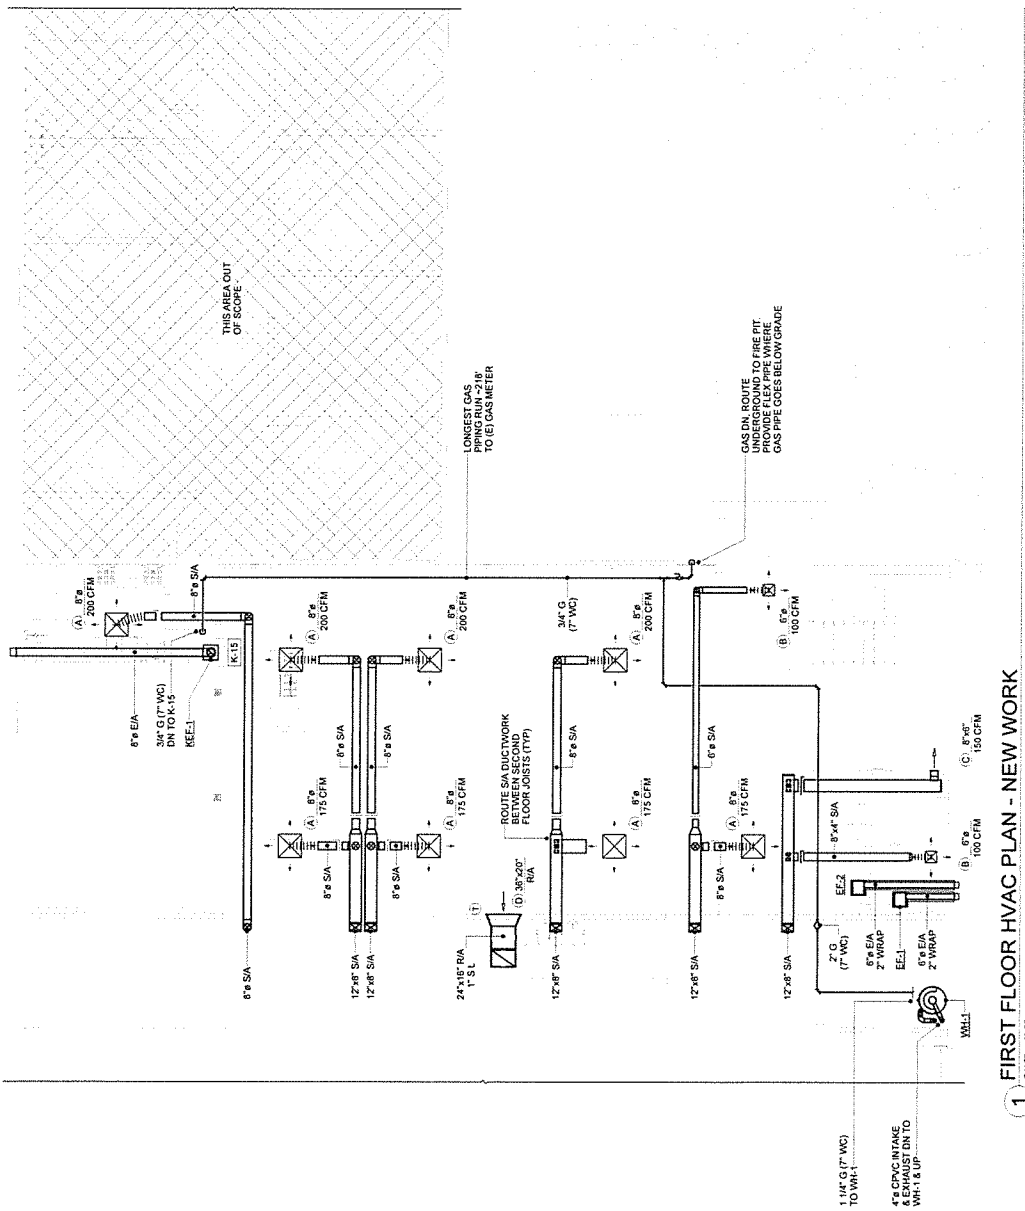 THIS AREA OUT
OF SCOPE -
LONGEST GAS
PIPING RUN ~216'
TO (E) GAS METER
GAS DN. ROUTE
UNDERGROUND TO FIRE PIT.
PROVIDE FLEX PIPE WHERE
GAS PIPE GOES BELOW GRADE
8"ø E/A
3/4" G (7" WC)
DN TO K-15
KEF-1
K-15
A 8"ø
200 CFM
8"ø S/A
A 8"ø
200 CFM
A 8"ø
200 CFM
3/4" G
(7" WC)
A 8"ø
200 CFM
B 6"ø
100 CFM
8"ø S/A
8"ø S/A
8"ø S/A
6"ø S/A
A 8"ø
175 CFM
A 8"ø
175 CFM
ROUTE S/A DUCTWORK
BETWEEN SECOND
FLOOR JOISTS (TYP)
A 8"ø
175 CFM
A 8"ø
175 CFM
C 8"x6"
150 CFM
8"ø S/A
8"ø S/A
D 36"x20"
R/A
T
8"ø S/A
8"x4" S/A
B 6"ø
100 CFM
EF-2
6"ø E/A
2" WRAP
EF-1
6"ø E/A
2" WRAP
8"ø S/A
12"x8" S/A
12"x8" S/A
24"x16" R/A
1" S L
12"x8" S/A
12"x8" S/A
12"x8" S/A
2" G
(7" WC)
WH-1
1 1/4" G (7" WC)
TO WH-1
4"ø CPVC INTAKE
& EXHAUST DN TO
WH-1 & UP
1 FIRST FLOOR HVAC PLAN - NEW WORK